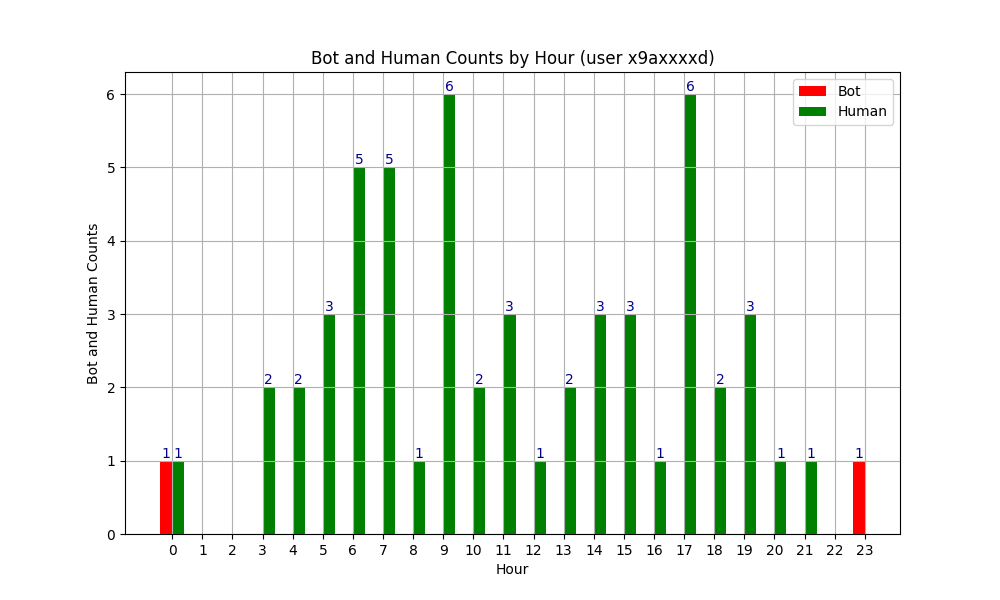 Bot and Human Counts by Hour (user x9axxxxd)
Bot
Human
Bot and Human Counts
6
5
4
3
2
1
0
1 1 2 2 3 5 5 1 6 2 3 1 2 3 3 1 6 2 3 1 1 1
0 1 2 3 4 5 6 7 8 9 10 11 12 13 14 15 16 17 18 19 20 21 22 23
Hour